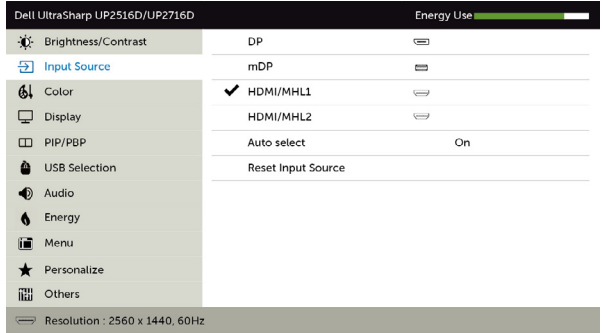 Dell UltraSharp UP2516D/UP2716D Energy Use
Brightness/Contrast DP
Input Source mDP
Color HDMI/MHL1
Display HDMI/MHL2
PIP/PBP Auto select On
USB Selection Reset Input Source
Audio
Energy
Menu
Personalize
Others
Resolution : 2560 x 1440, 60Hz